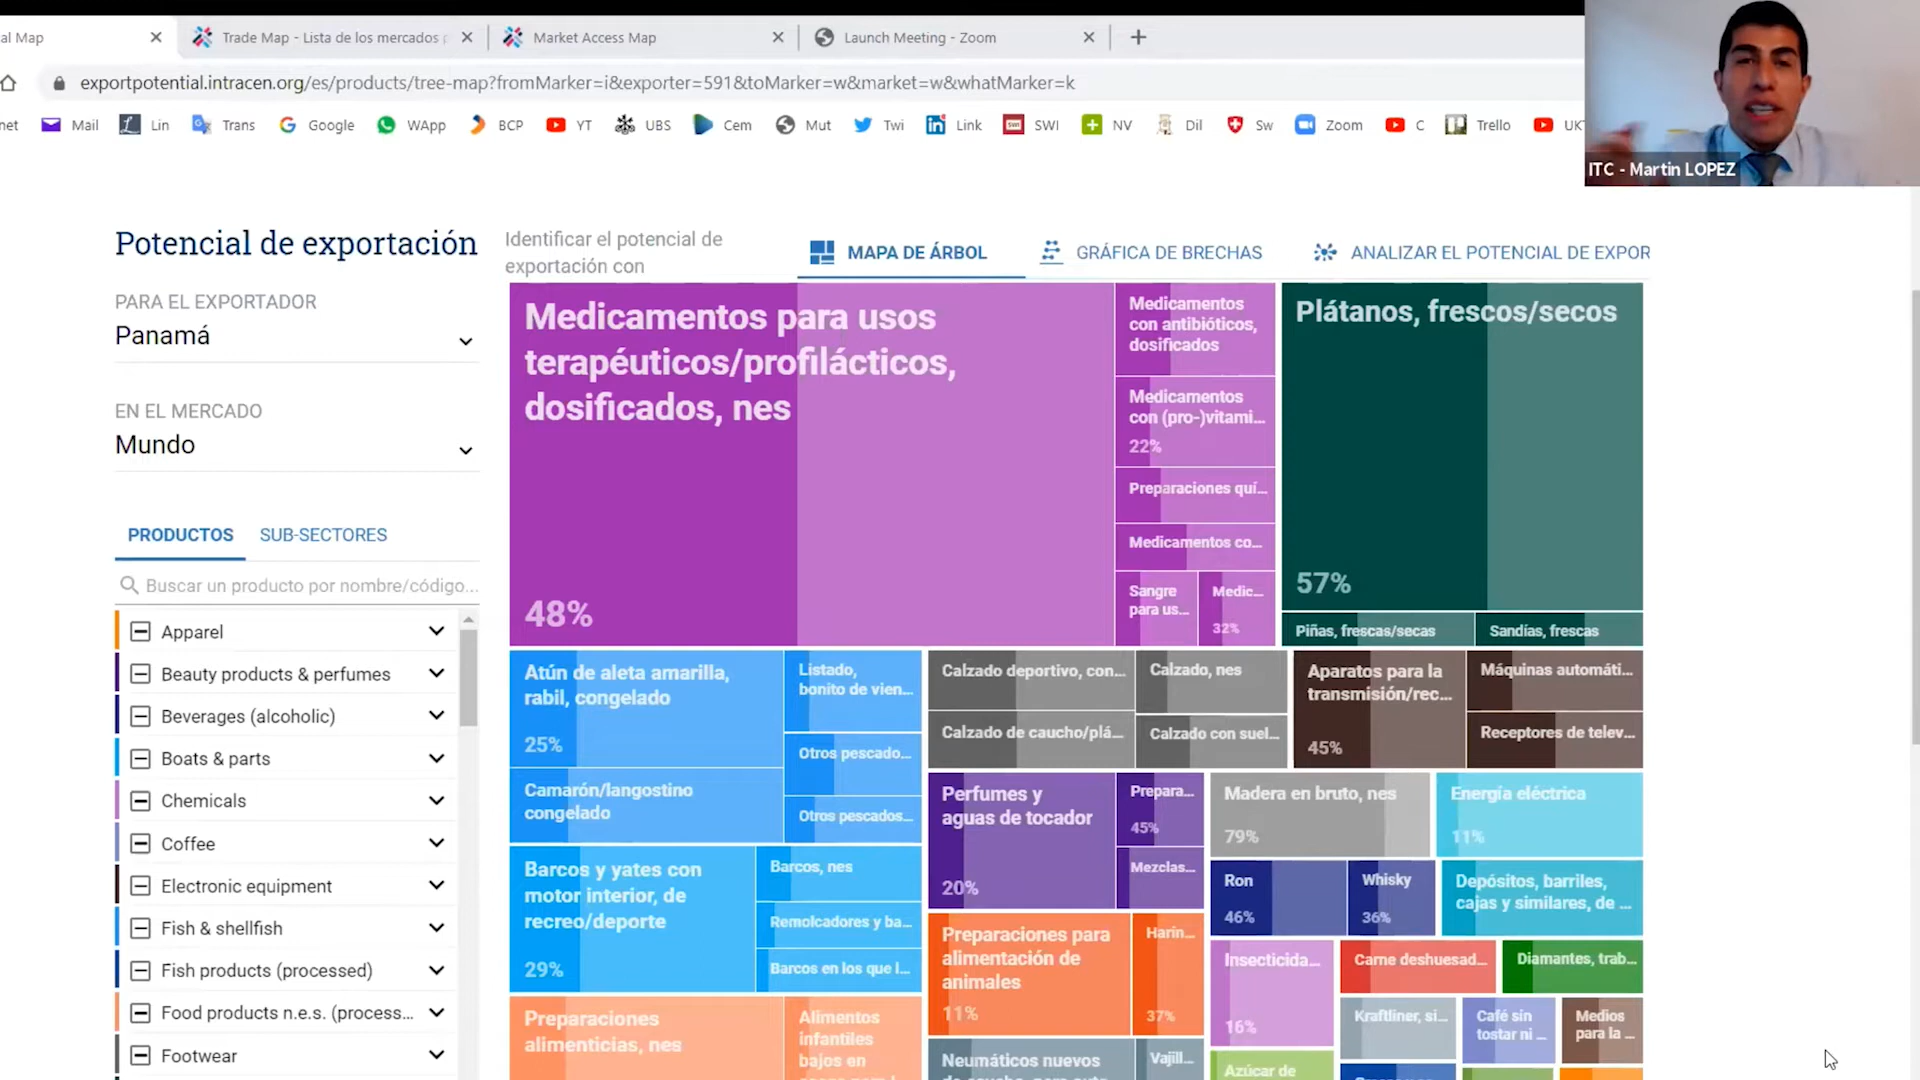 al Map
Trade Map - Lista de los mercados p
Market Access Map
Launch Meeting - Zoom
exportpotential.intracen.org/es/products/tree-map?fromMarker=i&exporter=591&toMarker=w&market=w&whatMarker=k
net
Mail
Lin
Trans
Google
WApp
BCP
YT
UBS
Cem
Mut
Twi
Link
SWI
NV
Dil
Sw
Zoom
C
Trello
UK
ITC - Martin LOPEZ
Potencial de exportación
Identificar el potencial de
exportación con
MAPA DE ÁRBOL
GRÁFICA DE BRECHAS
ANALIZAR EL POTENCIAL DE EXPOR
PARA EL EXPORTADOR
Panamá
EN EL MERCADO
Mundo
PRODUCTOS
SUB-SECTORES
Buscar un producto por nombre/código...
Apparel
Beauty products & perfumes
Beverages (alcoholic)
Boats & parts
Chemicals
Coffee
Electronic equipment
Fish & shellfish
Fish products (processed)
Food products n.e.s. (process...
Footwear
Medicamentos para usos
terapéuticos/profilácticos,
dosificados, nes
48%
Medicamentos
con antibióticos,
dosificados
Medicamentos
con (pro-)vitami...
22%
Preparaciones quí...
Medicamentos co...
Sangre
para us...
Medic...
32%
Plátanos, frescos/secos
57%
Piñas, frescas/secas
Sandías, frescas
Atún de aleta amarilla,
rabil, congelado
25%
Listado,
bonito de vien...
Otros pescado...
Camarón/langostino
congelado
Otros pescados...
Calzado deportivo, con...
Calzado, nes
Calzado de caucho/plá...
Calzado con suel...
Aparatos para la
transmisión/rec...
45%
Máquinas automáti...
Receptores de telev...
Barcos y yates con
motor interior, de
recreo/deporte
29%
Barcos, nes
Remolcadores y ba...
Barcos en los que l...
Perfumes y
aguas de tocador
20%
Prepara...
45%
Mezclas...
Madera en bruto, nes
79%
Energía eléctrica
11%
Ron
46%
Whisky
36%
Depósitos, barriles,
cajas y similares, de ...
Preparaciones para
alimentación de
animales
11%
Harin...
37%
Insecticida...
16%
Carne deshuesad...
Diamantes, trab...
Kraftliner, si...
Café sin
tostar ni ...
Medios
para la ...
Preparaciones
alimenticias, nes
Alimentos
infantiles
bajos en
Neumáticos nuevos
Vajill...
Azúcar de